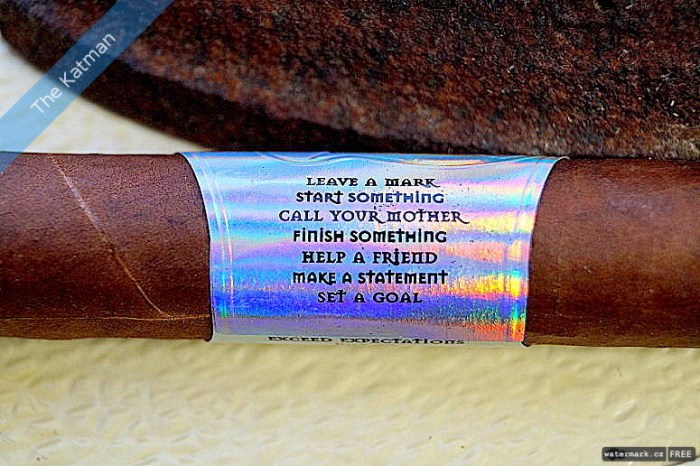 The Katman
LEAVE A MARK
START SOMETHING
CALL YOUR MOTHER
FINISH SOMETHING
HELP A FRIEND
MAKE A STATEMENT
SET A GOAL
EXCEED EXPECTATIONS
watermark.cz FREE